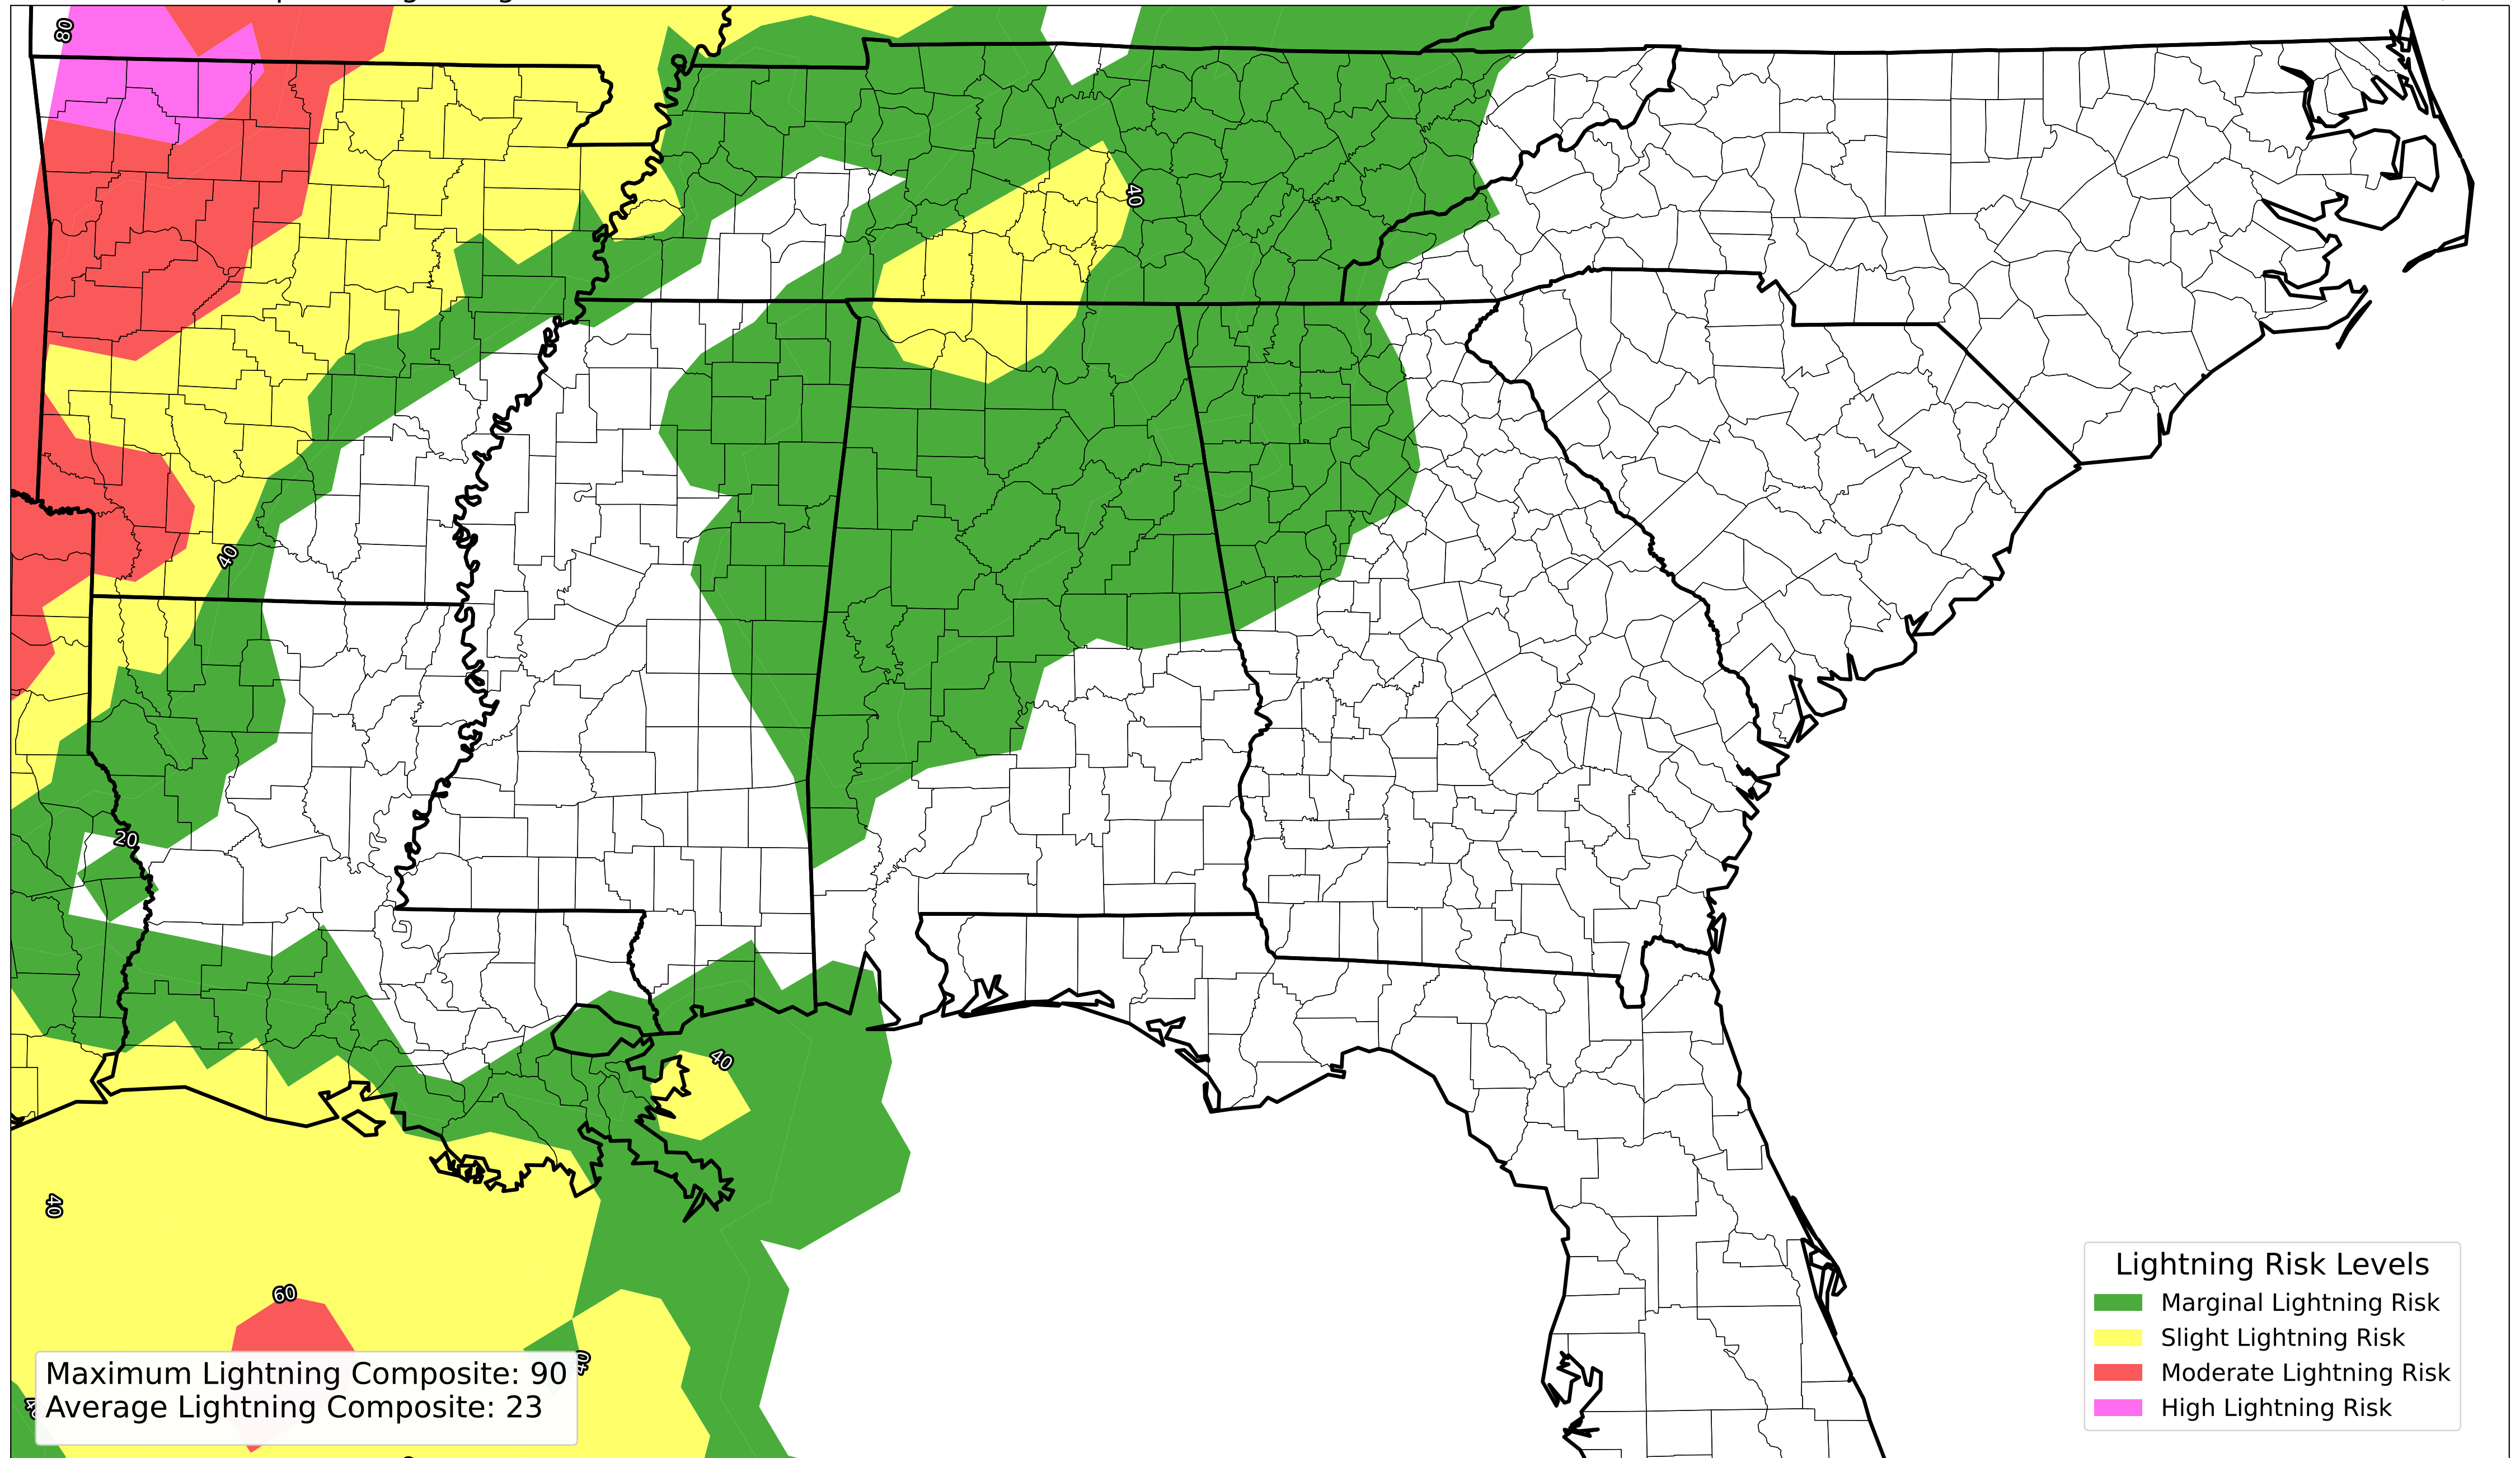 80
40
40
20
40
40
60
40
Lightning Risk Levels
Marginal Lightning Risk
Slight Lightning Risk
Moderate Lightning Risk
High Lightning Risk
Maximum Lightning Composite: 90
Average Lightning Composite: 23